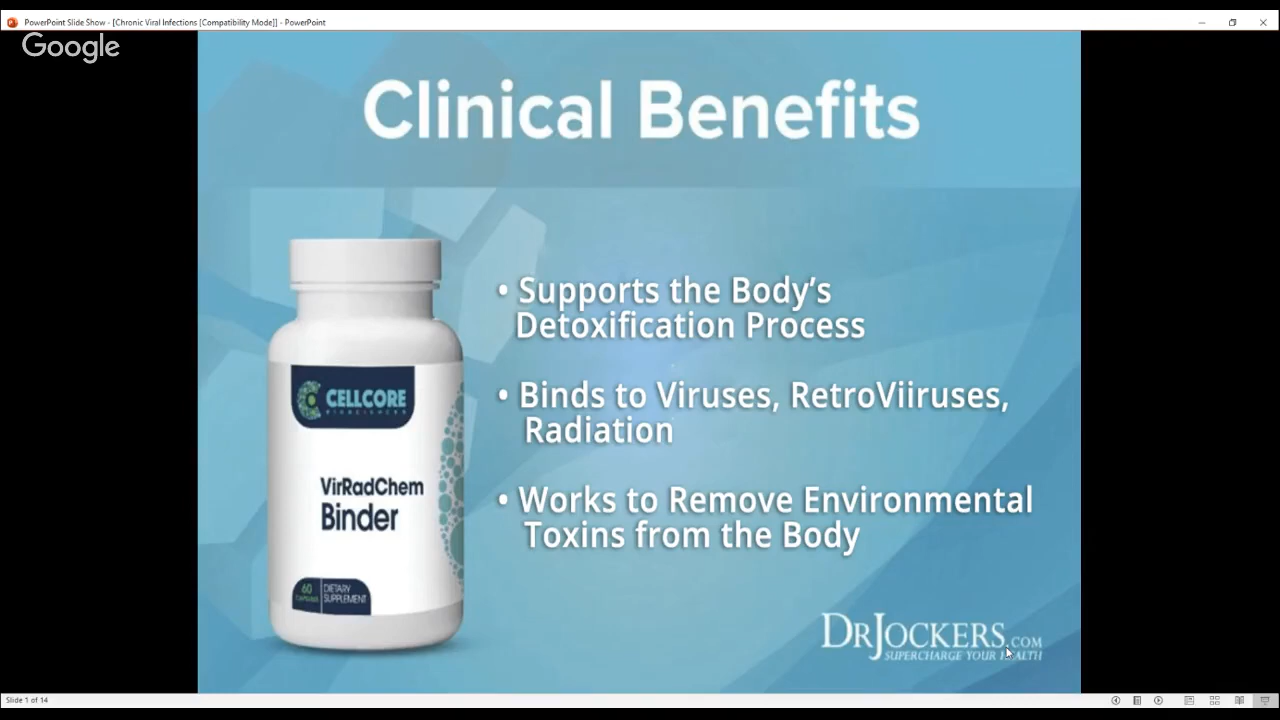 PowerPoint Slide Show - [Chronic Viral Infections [Compatibility Mode]] - PowerPoint
Google
Clinical Benefits
• Supports the Body's
Detoxification Process
• Binds to Viruses, RetroViiruses,
Radiation
• Works to Remove Environmental
Toxins from the Body
CELLCORE
BIOSCIENCES
VirRadChem
Binder
60
CAPSULES
DIETARY
SUPPLEMENT
DRJOCKERS.COM
SUPERCHARGE YOUR HEALTH
Slide 1 of 14